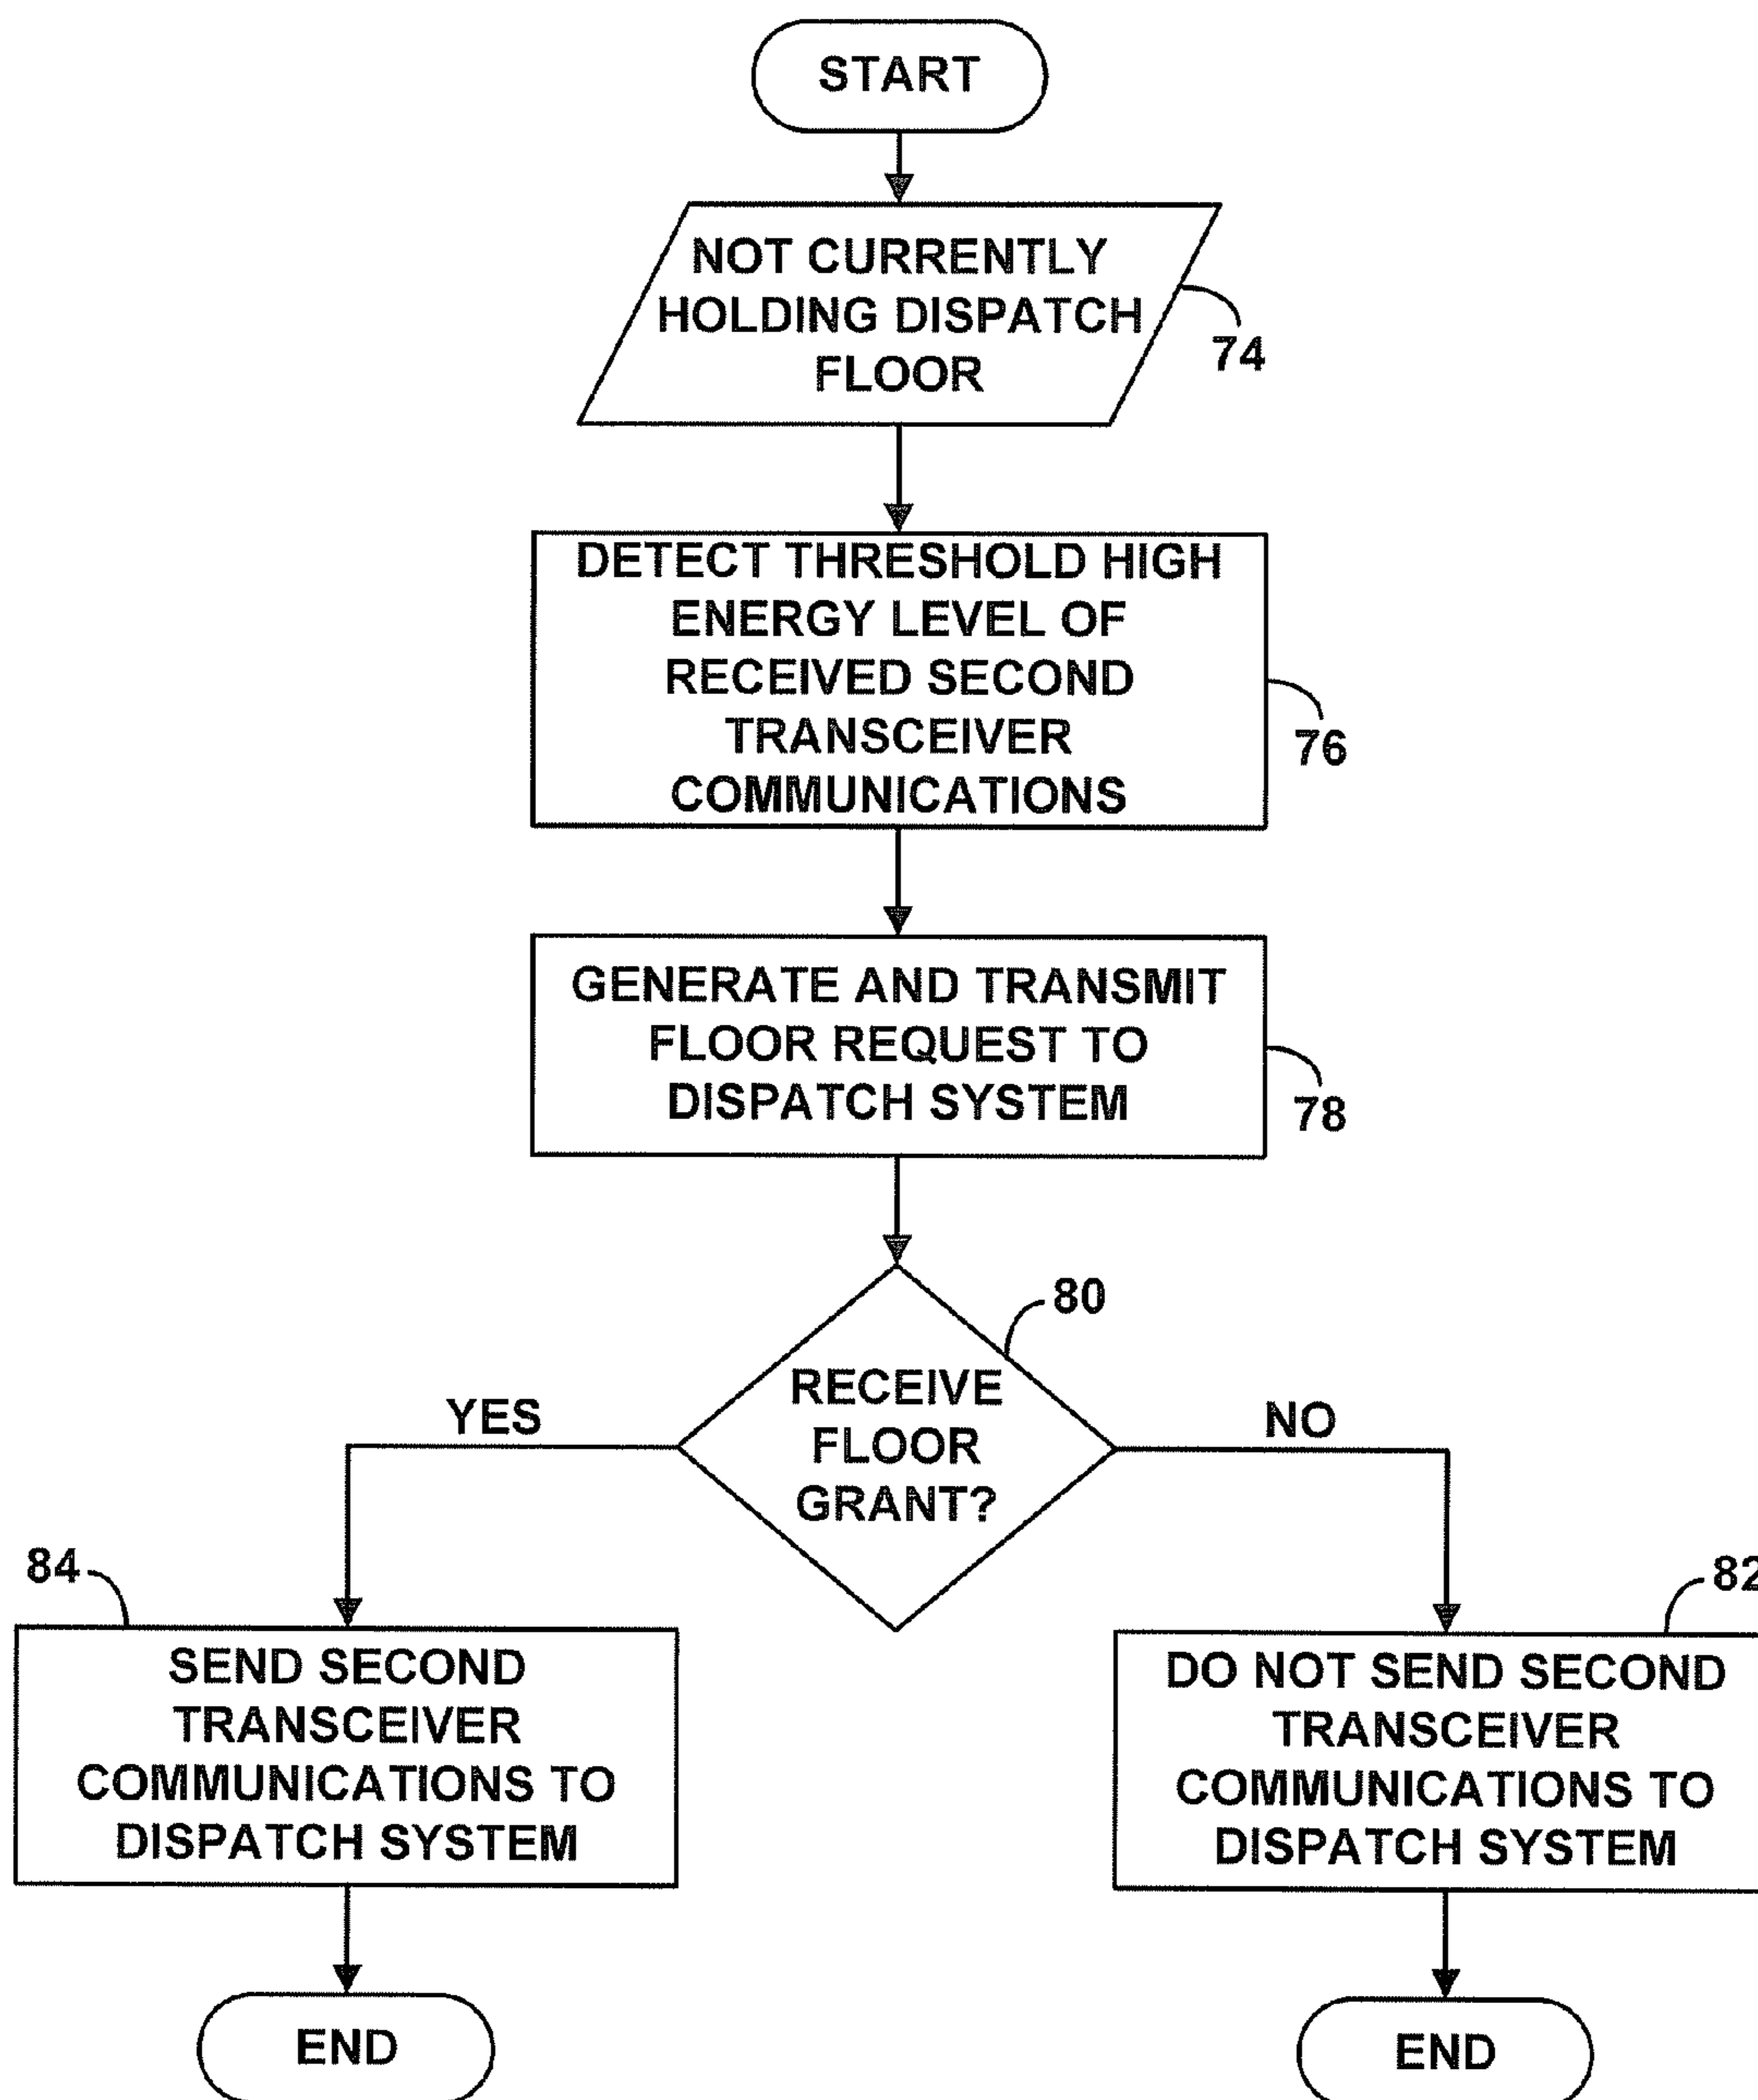 START
NOT CURRENTLY
HOLDING DISPATCH
FLOOR
74
DETECT THRESHOLD HIGH
ENERGY LEVEL OF
RECEIVED SECOND
TRANSCEIVER
COMMUNICATIONS
76
GENERATE AND TRANSMIT
FLOOR REQUEST TO
DISPATCH SYSTEM
78
80
RECEIVE
FLOOR
GRANT?
YES
NO
84
SEND SECOND
TRANSCEIVER
COMMUNICATIONS TO
DISPATCH SYSTEM
END
82
DO NOT SEND SECOND
TRANSCEIVER
COMMUNICATIONS TO
DISPATCH SYSTEM
END